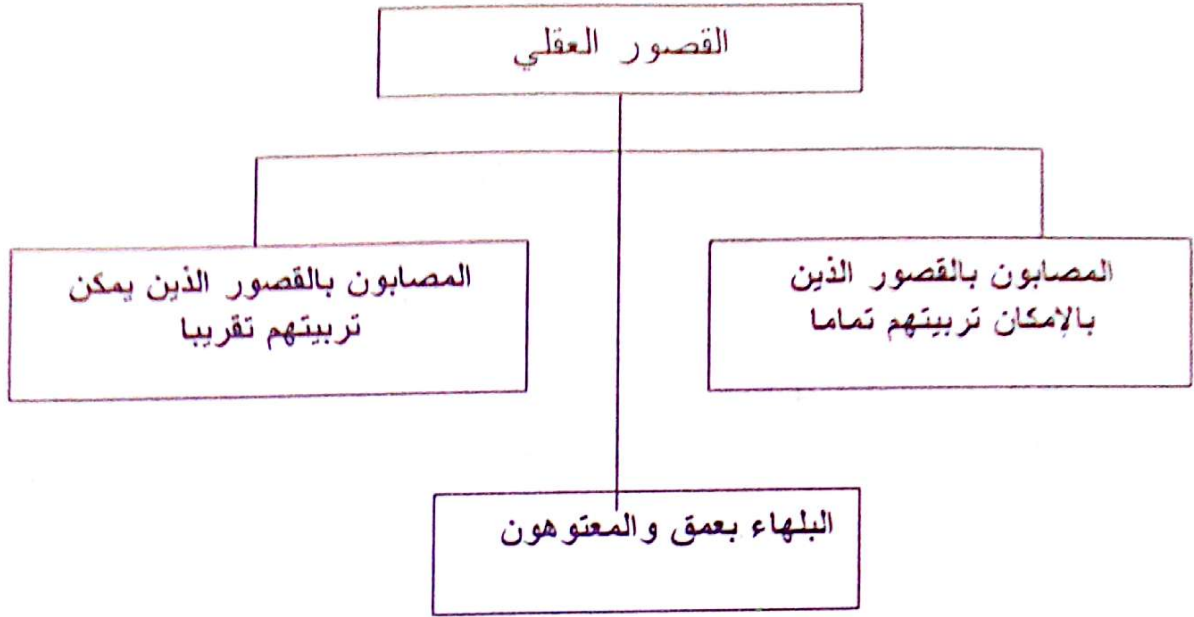 القصور العقلي
المصابون بالقصور الذين
بالإمكان تربيتهم تماما
المصابون بالقصور الذين يمكن
تربيتهم تقريبا
البلهاء بعمق والمعتوهون